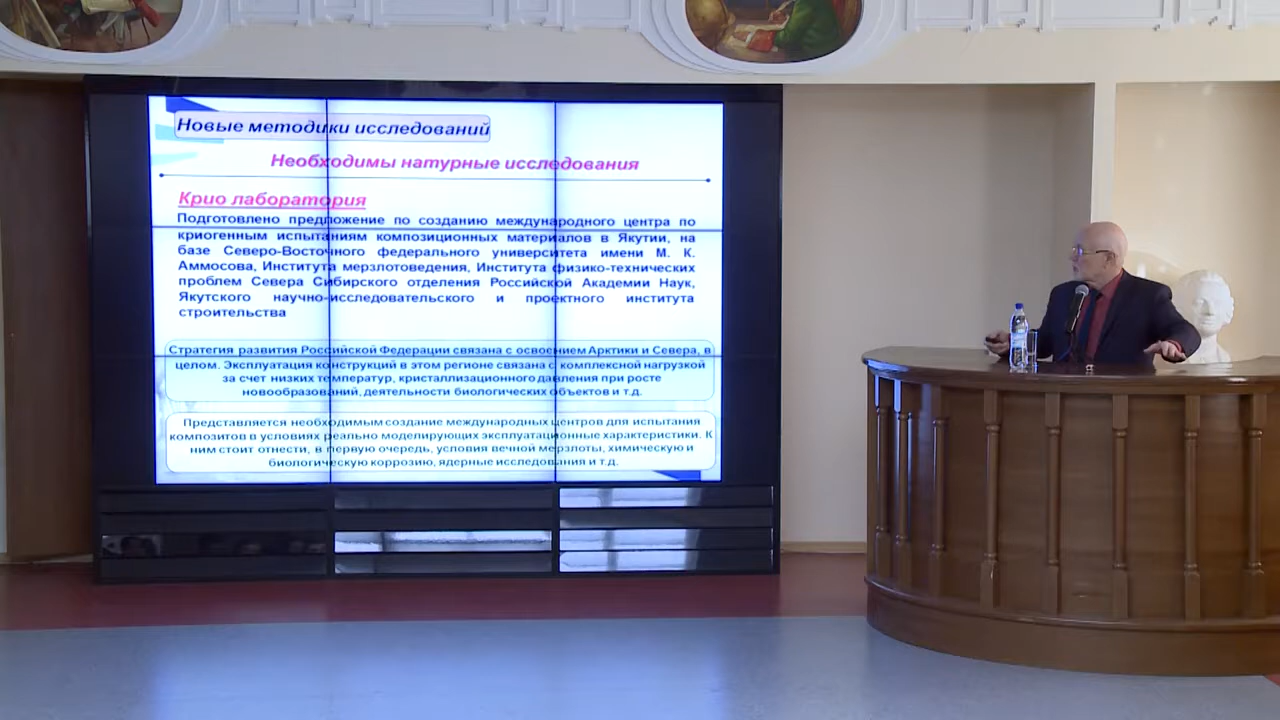 Новые методики исследований
Необходимы натурные исследования
Крио лаборатория
Подготовлено предложение по созданию международного центра по
криогенным испытаниям композиционных материалов в Якутии, на
базе Северо-Восточного федерального университета имени М. К.
Аммосова, Института мерзлотоведения, Института физико-технических
проблем Севера Сибирского отделения Российской Академии Наук,
Якутского научно-исследовательского и проектного института
строительства
Стратегия развития Российской Федерации связана с освоением Арктики и Севера, в
целом. Эксплуатация конструкций в этом регионе связана с комплексной нагрузкой
за счет низких температур, кристаллизационного давления при росте
новообразований, деятельности биологических объектов и т.д.
Представляется необходимым создание международных центров для испытания
композитов в условиях реально моделирующих эксплуатационные характеристики. К
ним стоит отнести, в первую очередь, условия вечной мерзлоты, химическую и
биологическую коррозию, ядерные исследования и т.д.